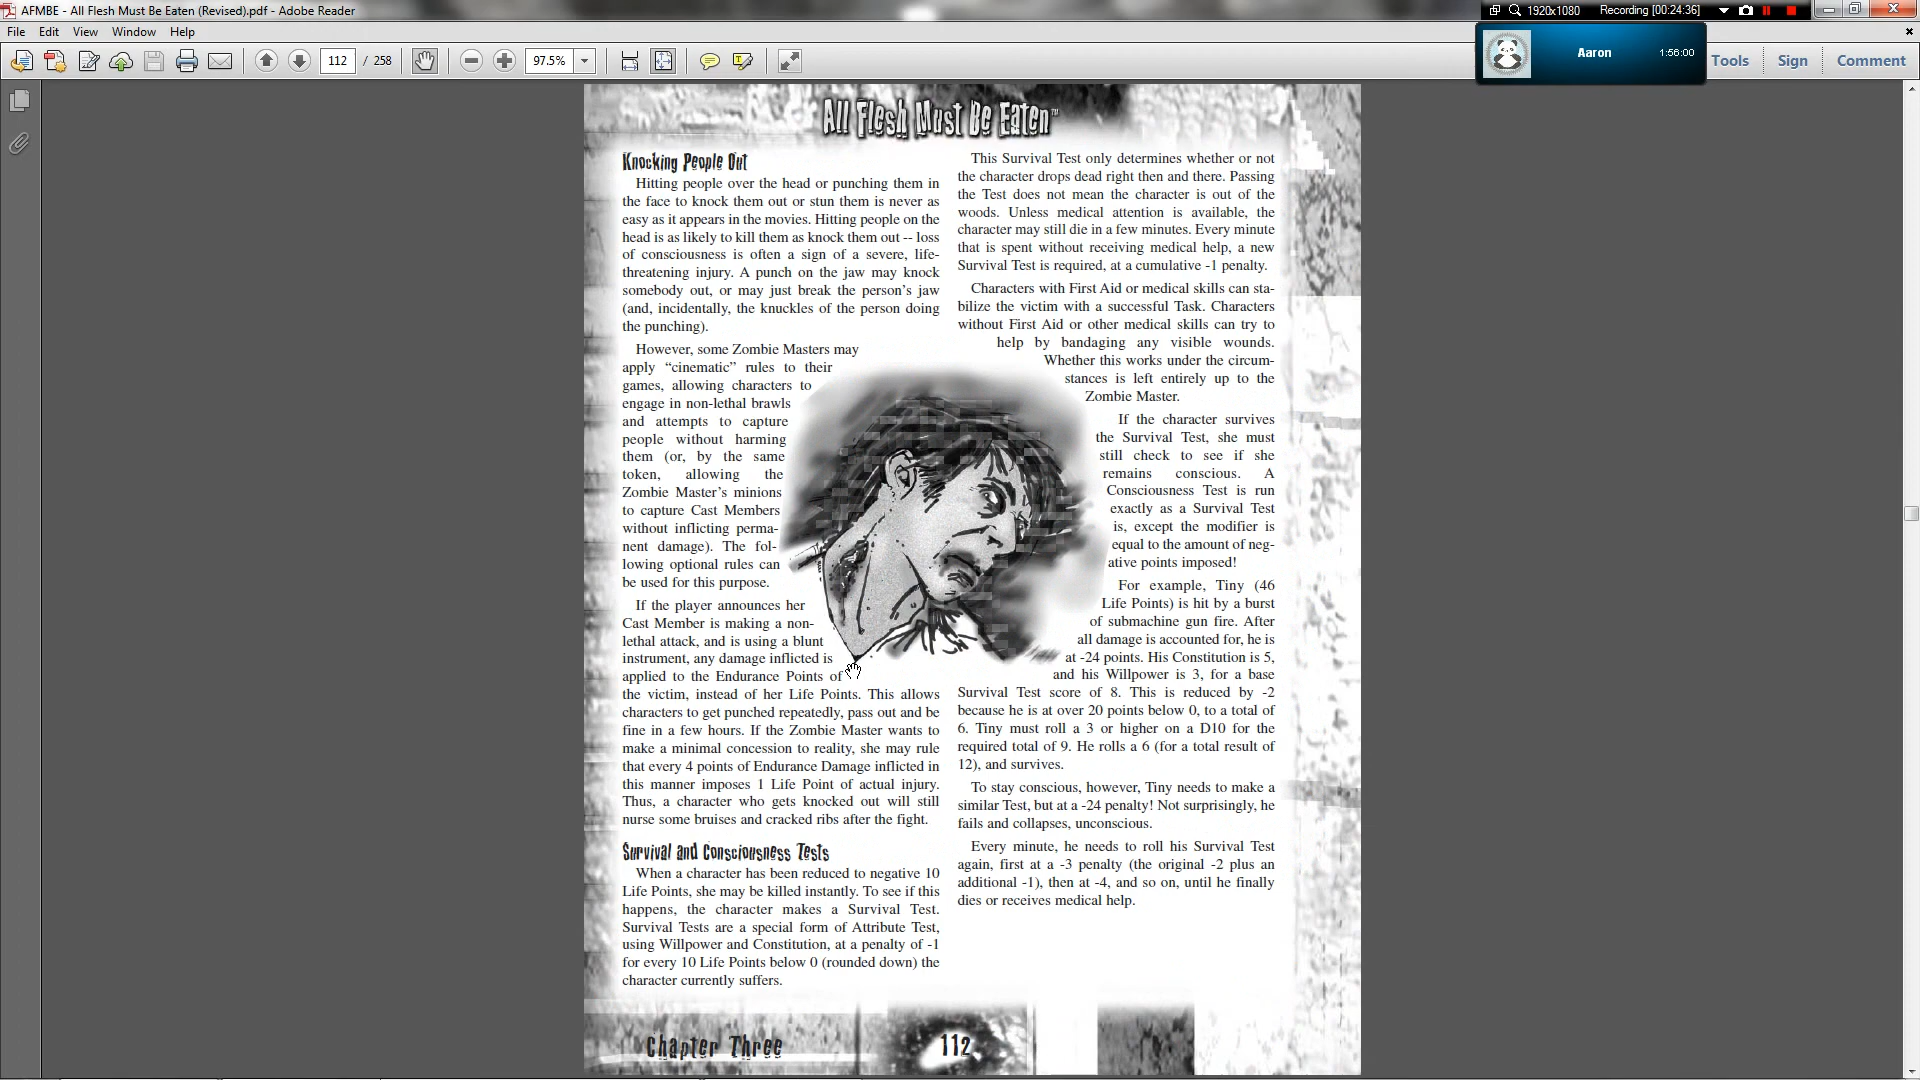 AFMBE - All Flesh Must Be Eaten (Revised).pdf - Adobe Reader
1920x1080
Recording [00:24:36]
File Edit View Window Help
112 / 258
97.5%
Aaron
1:56:00
Tools
Sign
Comment
All Flesh Must Be Eaten™
Knocking People Out
Hitting people over the head or punching them in
the face to knock them out or stun them is never as
easy as it appears in the movies. Hitting people on the
head is as likely to kill them as knock them out -- loss
of consciousness is often a sign of a severe, life-
threatening injury. A punch on the jaw may knock
somebody out, or may just break the person's jaw
(and, incidentally, the knuckles of the person doing
the punching).
However, some Zombie Masters may
apply “cinematic” rules to their
games, allowing characters to
engage in non-lethal brawls
and attempts to capture
people without harming
them (or, by the same
token, allowing the
Zombie Master's minions
to capture Cast Members
without inflicting perma-
nent damage). The fol-
lowing optional rules can
be used for this purpose.
If the player announces her
Cast Member is making a non-
lethal attack, and is using a blunt
instrument, any damage inflicted is
applied to the Endurance Points of
the victim, instead of her Life Points. This allows
characters to get punched repeatedly, pass out and be
fine in a few hours. If the Zombie Master wants to
make a minimal concession to reality, she may rule
that every 4 points of Endurance Damage inflicted in
this manner imposes 1 Life Point of actual injury.
Thus, a character who gets knocked out will still
nurse some bruises and cracked ribs after the fight.
Survival and Consciousness Tests
When a character has been reduced to negative 10
Life Points, she may be killed instantly. To see if this
happens, the character makes a Survival Test.
Survival Tests are a special form of Attribute Test,
using Willpower and Constitution, at a penalty of -1
for every 10 Life Points below 0 (rounded down) the
character currently suffers.
This Survival Test only determines whether or not
the character drops dead right then and there. Passing
the Test does not mean the character is out of the
woods. Unless medical attention is available, the
character may still die in a few minutes. Every minute
that is spent without receiving medical help, a new
Survival Test is required, at a cumulative -1 penalty.
Characters with First Aid or medical skills can sta-
bilize the victim with a successful Task. Characters
without First Aid or other medical skills can try to
help by bandaging any visible wounds.
Whether this works under the circum-
stances is left entirely up to the
Zombie Master.
If the character survives
the Survival Test, she must
still check to see if she
remains conscious. A
Consciousness Test is run
exactly as a Survival Test
is, except the modifier is
equal to the amount of neg-
ative points imposed!
For example, Tiny (46
Life Points) is hit by a burst
of submachine gun fire. After
all damage is accounted for, he is
at -24 points. His Constitution is 5,
and his Willpower is 3, for a base
Survival Test score of 8. This is reduced by -2
because he is at over 20 points below 0, to a total of
6. Tiny must roll a 3 or higher on a D10 for the
required total of 9. He rolls a 6 (for a total result of
12), and survives.
To stay conscious, however, Tiny needs to make a
similar Test, but at a -24 penalty! Not surprisingly, he
fails and collapses, unconscious.
Every minute, he needs to roll his Survival Test
again, first at a -3 penalty (the original -2 plus an
additional -1), then at -4, and so on, until he finally
dies or receives medical help.
Chapter Three
112